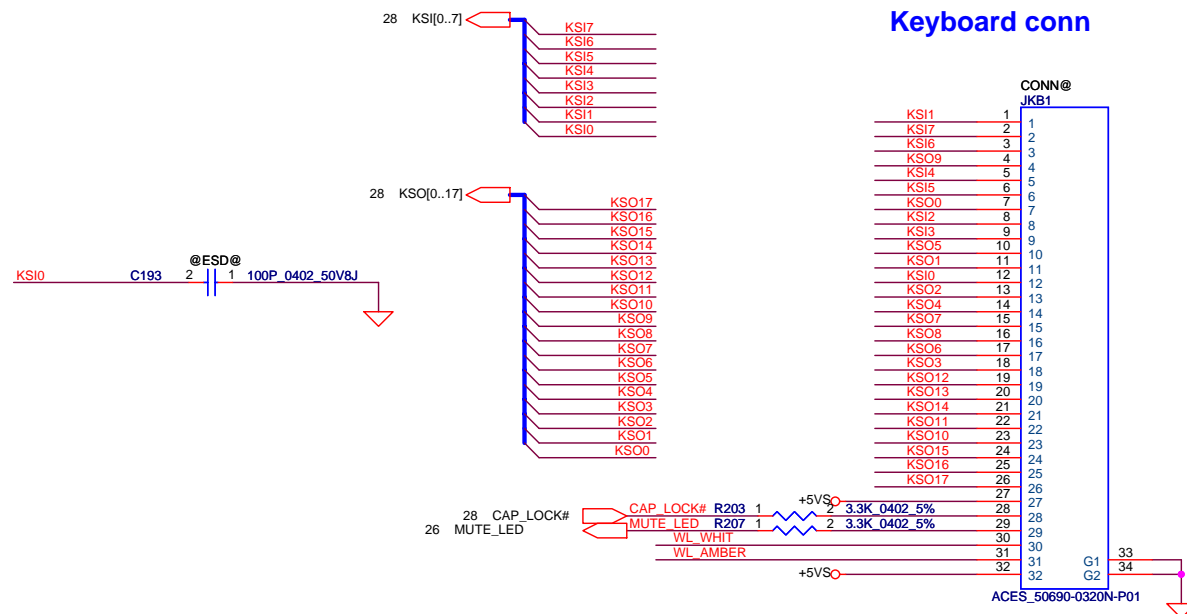 Keyboard conn
28 KSI[0..7]
KSI7
KSI6
KSI5
KSI4
KSI3
KSI2
KSI1
KSI0
28 KSO[0..17]
KSO17
KSO16
KSO15
KSO14
KSO13
KSO12
KSO11
KSO10
KSO9
KSO8
KSO7
KSO6
KSO5
KSO4
KSO3
KSO2
KSO1
KSO0
@ESD@
KSI0 C193 2 1 100P_0402_50V8J
CONN@
JKB1
KSI1 1 1
KSI7 2 2
KSI6 3 3
KSO9 4 4
KSI4 5 5
KSI5 6 6
KSO0 7 7
KSI2 8 8
KSI3 9 9
KSO5 10 10
KSO1 11 11
KSI0 12 12
KSO2 13 13
KSO4 14 14
KSO7 15 15
KSO8 16 16
KSO6 17 17
KSO3 18 18
KSO12 19 19
KSO13 20 20
KSO14 21 21
KSO11 22 22
KSO10 23 23
KSO15 24 24
KSO16 25 25
KSO17 26 26
+5VS 27 27
28 CAP_LOCK# CAP_LOCK# R203 1 2 3.3K_0402_5% 28 28
26 MUTE_LED MUTE_LED R207 1 2 3.3K_0402_5% 29 29
WL_WHIT 30 30
WL_AMBER 31 31
+5VS 32 32
G1 33
G2 34
ACES_50690-0320N-P01